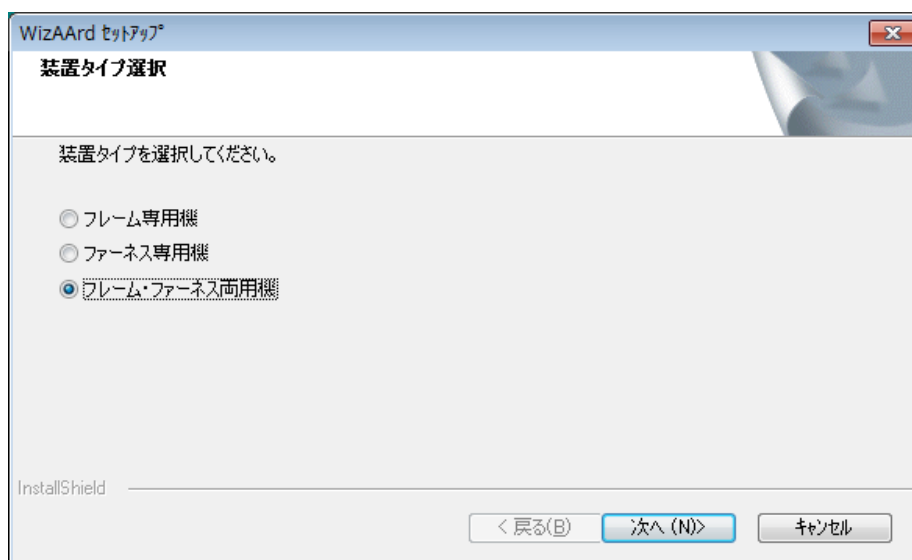 WizAArd ｾｯﾄｱｯﾌﾟ
装置タイプ選択
装置タイプを選択してください。
フレーム専用機
ファーネス専用機
フレーム・ファーネス両用機
InstallShield
< 戻る(B)
次へ (N)>
ｷｬﾝｾﾙ